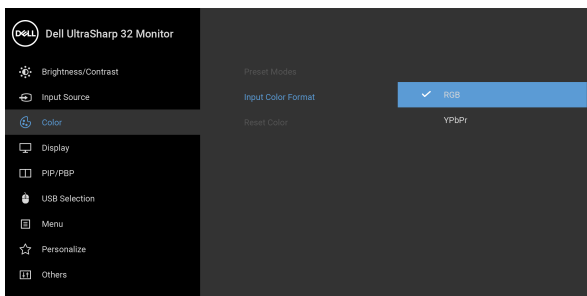 DELL Dell UltraSharp 32 Monitor
Brightness/Contrast
Input Source
Color
Display
PIP/PBP
USB Selection
Menu
Personalize
Others
Preset Modes
Input Color Format
Reset Color
RGB
YPbPr